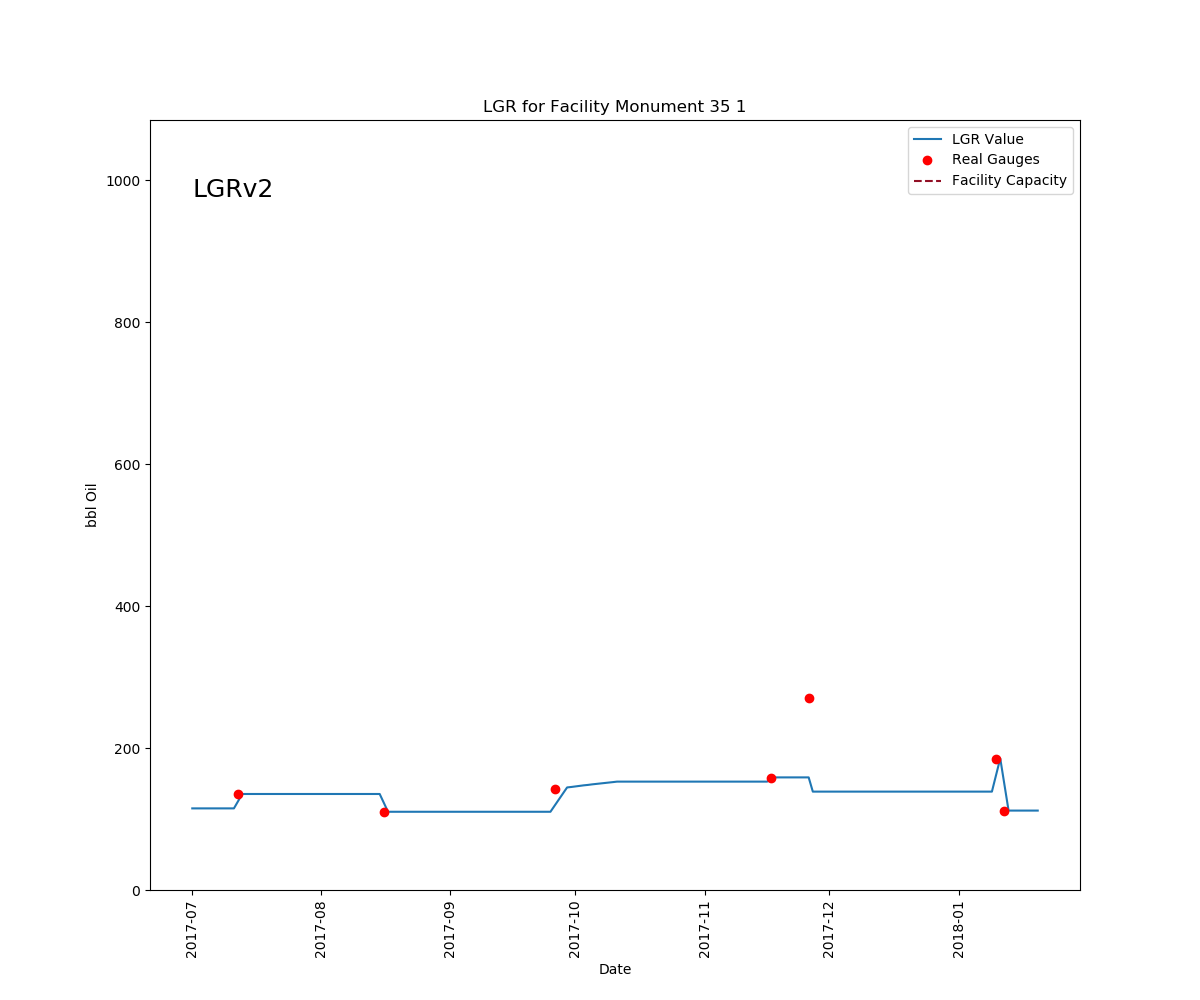 LGR for Facility Monument 35 1
LGRv2
LGR Value
Real Gauges
Facility Capacity
1000
800
600
400
200
0
bbl Oil
2017-07
2017-08
2017-09
2017-10
2017-11
2017-12
2018-01
Date